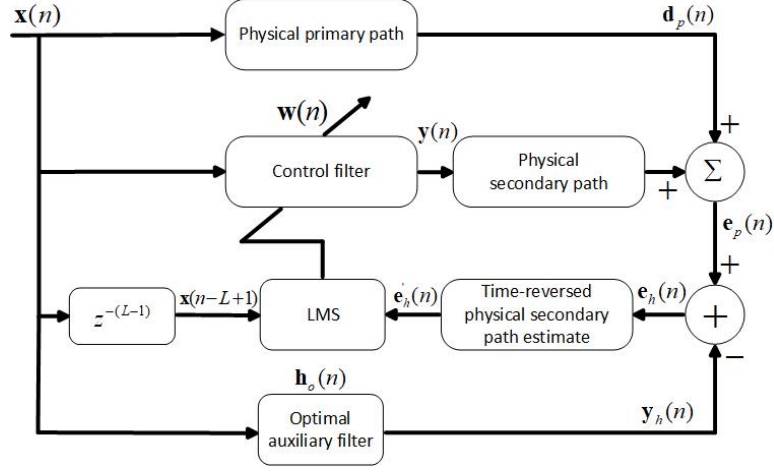 x(n)
Physical primary path
d_p(n)
w(n)
y(n)
+
Control filter
Physical
secondary path
+
Σ
e_p(n)
+
z^{-(L-1)}
x(n-L+1)
LMS
e'_h(n)
Time-reversed
physical secondary
path estimate
e_h(n)
+
−
h_o(n)
Optimal
auxiliary filter
y_h(n)